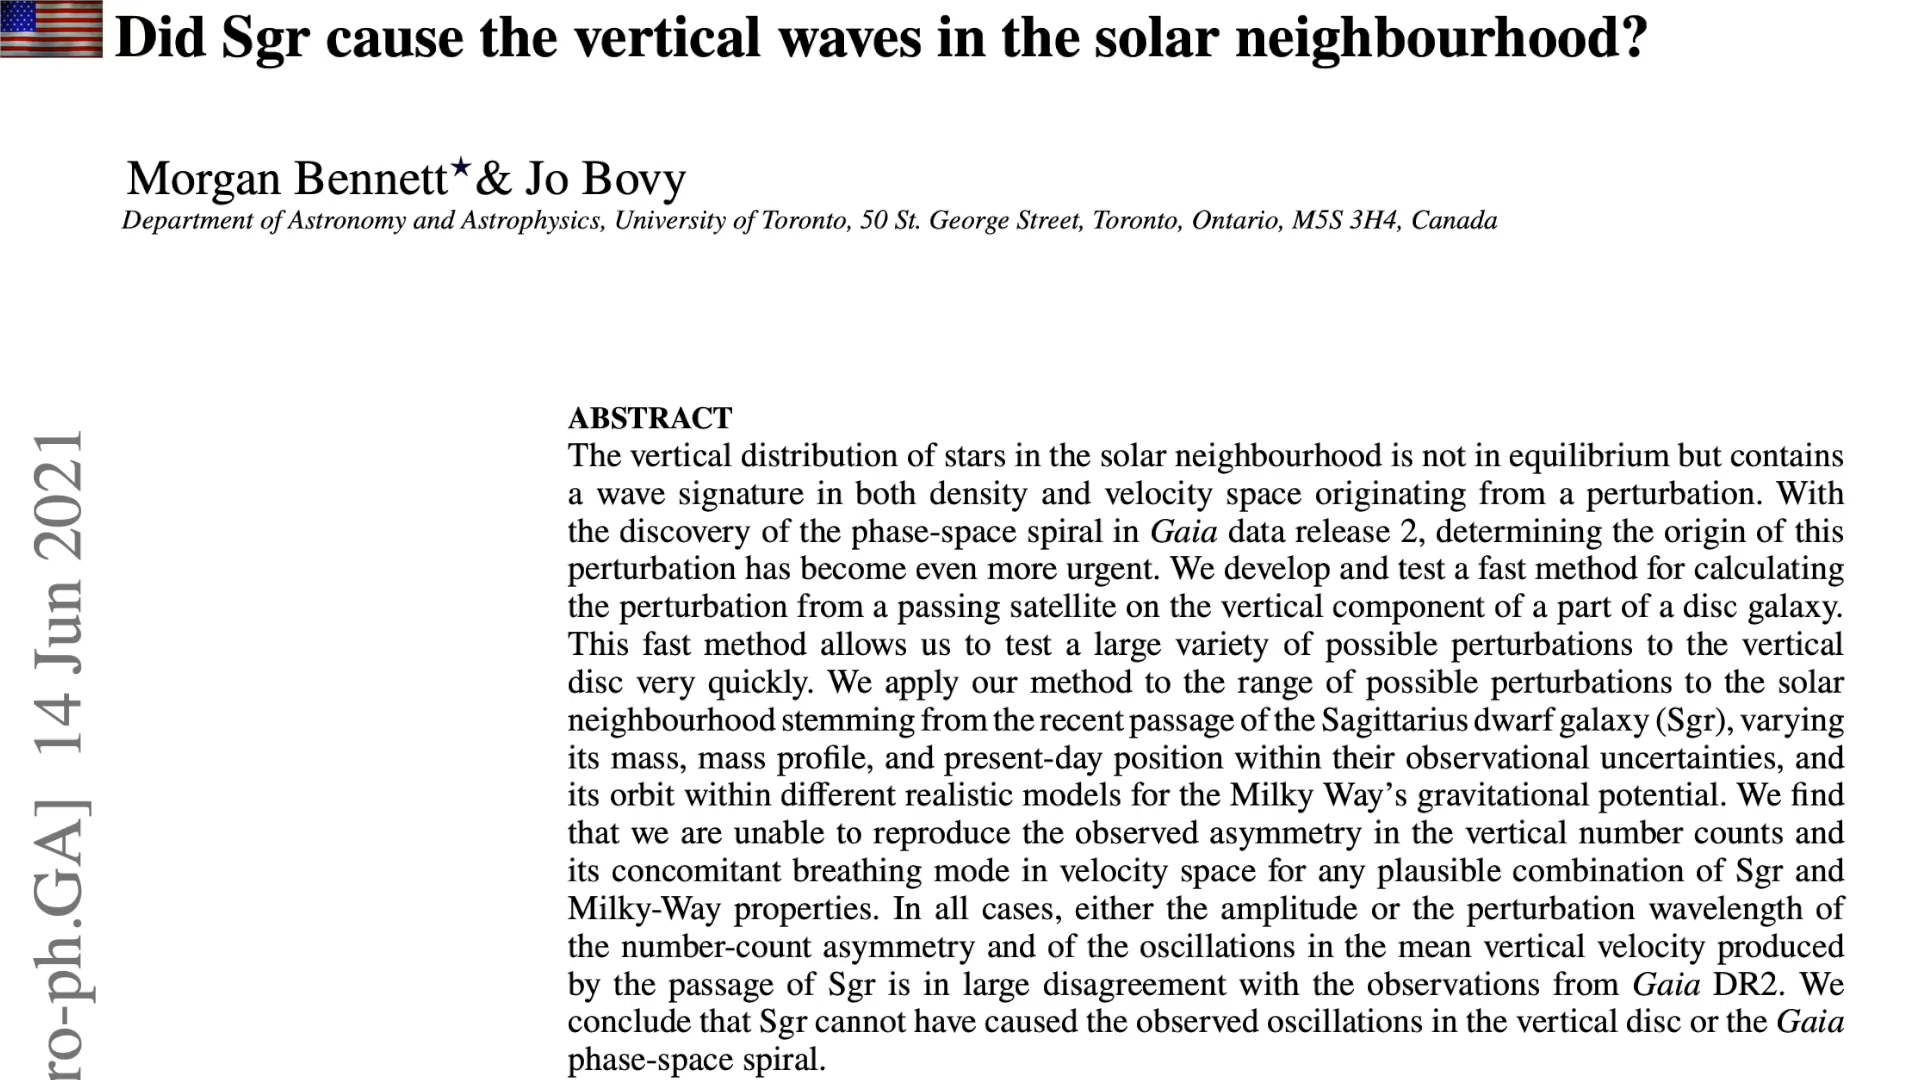 Did Sgr cause the vertical waves in the solar neighbourhood?
Morgan Bennett★& Jo Bovy
Department of Astronomy and Astrophysics, University of Toronto, 50 St. George Street, Toronto, Ontario, M5S 3H4, Canada
ABSTRACT
The vertical distribution of stars in the solar neighbourhood is not in equilibrium but contains
a wave signature in both density and velocity space originating from a perturbation. With
the discovery of the phase-space spiral in Gaia data release 2, determining the origin of this
perturbation has become even more urgent. We develop and test a fast method for calculating
the perturbation from a passing satellite on the vertical component of a part of a disc galaxy.
This fast method allows us to test a large variety of possible perturbations to the vertical
disc very quickly. We apply our method to the range of possible perturbations to the solar
neighbourhood stemming from the recent passage of the Sagittarius dwarf galaxy (Sgr), varying
its mass, mass profile, and present-day position within their observational uncertainties, and
its orbit within different realistic models for the Milky Way's gravitational potential. We find
that we are unable to reproduce the observed asymmetry in the vertical number counts and
its concomitant breathing mode in velocity space for any plausible combination of Sgr and
Milky-Way properties. In all cases, either the amplitude or the perturbation wavelength of
the number-count asymmetry and of the oscillations in the mean vertical velocity produced
by the passage of Sgr is in large disagreement with the observations from Gaia DR2. We
conclude that Sgr cannot have caused the observed oscillations in the vertical disc or the Gaia
phase-space spiral.
ro-ph.GA] 14 Jun 2021